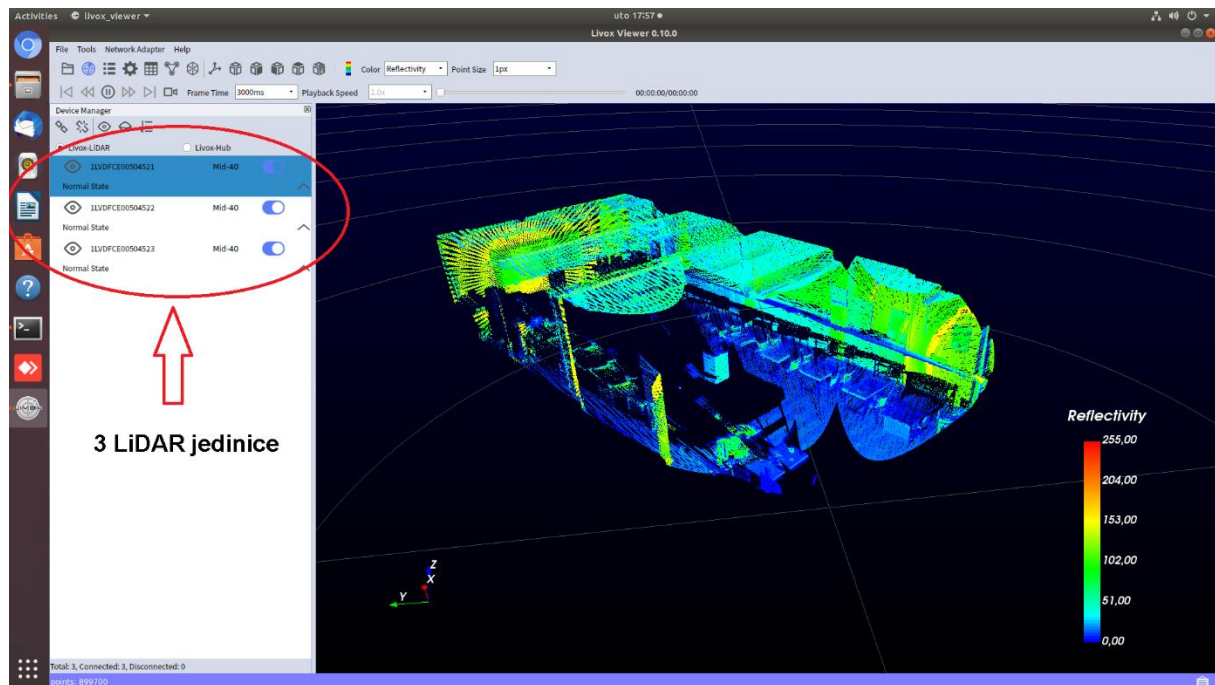 Activities livox_viewer uto 17:57
Livox Viewer 0.10.0
File Tools Network Adapter Help
Color Reflectivity Point Size 1px
Frame Time 3000ms Playback Speed 1.0x 00:00:00/00:00:00
Device Manager
Livox-LiDAR Livox-Hub
1LVDFCE00504521 Mid-40
Normal State
1LVDFCE00504522 Mid-40
Normal State
1LVDFCE00504523 Mid-40
Normal State
3 LiDAR jedinice
Reflectivity
255,00
204,00
153,00
102,00
51,00
0,00
Z
X
Y
Total: 3, Connected: 3, Disconnected: 0
points: 899700